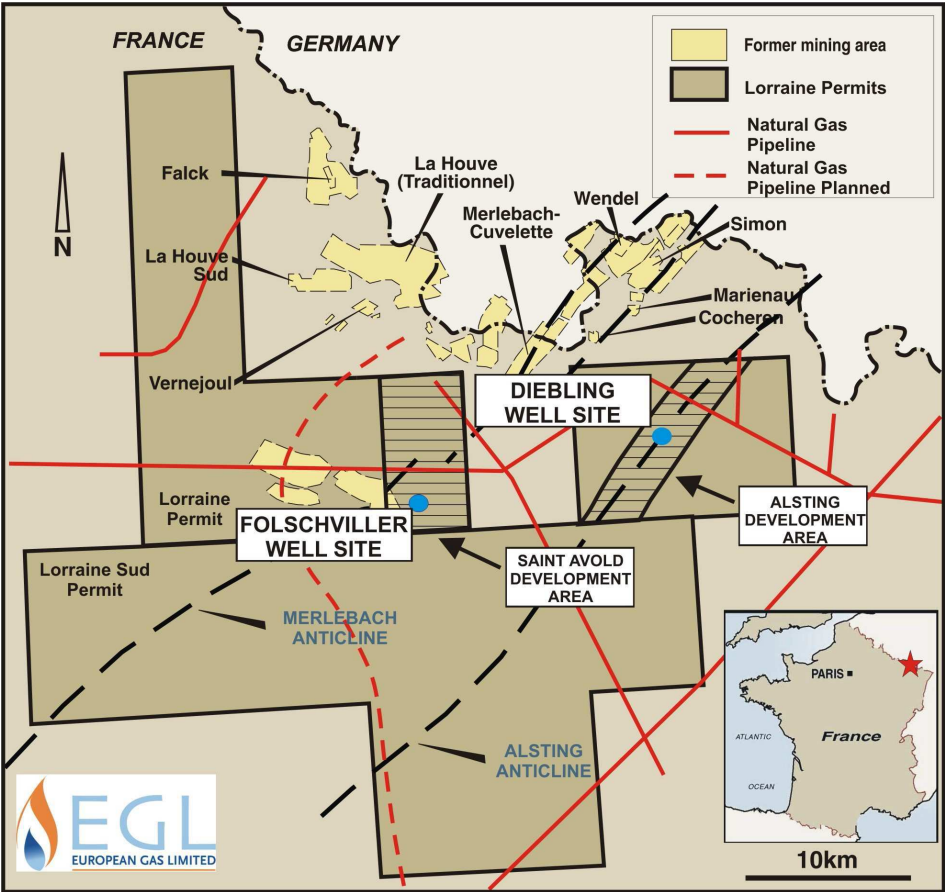 FRANCE
GERMANY
Former mining area
Lorraine Permits
Natural Gas
Pipeline
Natural Gas
Pipeline Planned
N
Falck
La Houve
(Traditionnel)
Merlebach-
Cuvelette
Wendel
Simon
La Houve
Sud
Marienau
Cocheren
Vernejoul
DIEBLING
WELL SITE
Lorraine
Permit
FOLSCHVILLER
WELL SITE
ALSTING
DEVELOPMENT
AREA
SAINT AVOLD
DEVELOPMENT
AREA
Lorraine Sud
Permit
MERLEBACH
ANTICLINE
ALSTING
ANTICLINE
PARIS
ATLANTIC
France
OCEAN
EGL
EUROPEAN GAS LIMITED
10km